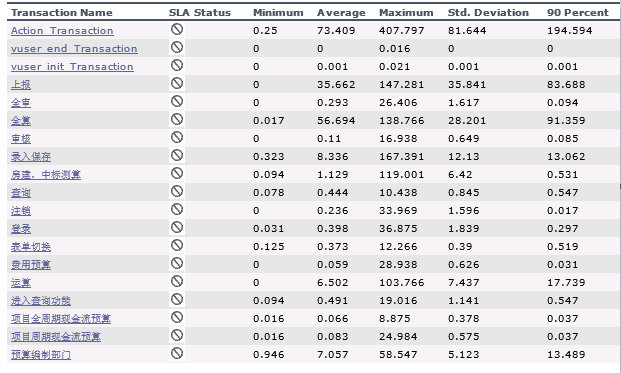 Transaction Name SLA Status Minimum Average Maximum Std. Deviation 90 Percent
Action_Transaction 0.25 73.409 407.797 81.644 194.594
vuser_end_Transaction 0 0 0.016 0 0
vuser_init_Transaction 0 0.001 0.021 0.001 0.001
上报 0 35.662 147.281 35.841 83.688
全审 0 0.293 26.406 1.617 0.094
全算 0.017 56.694 138.766 28.201 91.359
审核 0 0.11 16.938 0.649 0.085
录入保存 0.323 8.336 167.391 12.13 13.062
房建、中标测算 0.094 1.129 119.001 6.42 0.531
查询 0.078 0.444 10.438 0.845 0.547
注销 0 0.236 33.969 1.596 0.017
登录 0.031 0.398 36.875 1.839 0.297
表单切换 0.125 0.373 12.266 0.39 0.519
费用预算 0 0.059 28.938 0.626 0.031
运算 0 6.502 103.766 7.437 17.739
进入查询功能 0.094 0.491 19.016 1.141 0.547
项目全周期现金流预算 0.016 0.066 8.875 0.378 0.037
项目周期现金流预算 0.016 0.083 24.984 0.575 0.037
预算编制部门 0.946 7.057 58.547 5.123 13.489